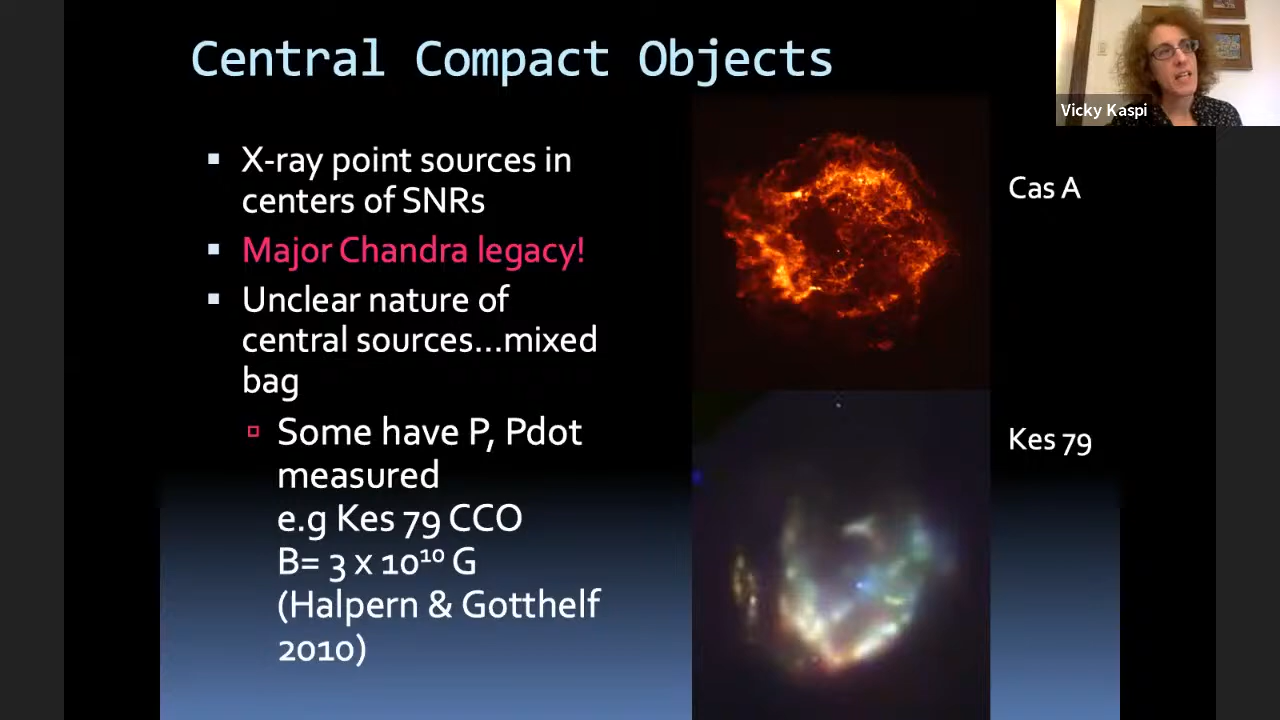 Central Compact Objects
Vicky Kaspi
X-ray point sources in
centers of SNRs
Major Chandra legacy!
Unclear nature of
central sources...mixed
bag
Some have P, Pdot
measured
e.g Kes 79 CCO
B= 3 x 10¹⁰ G
(Halpern & Gotthelf
2010)
Cas A
Kes 79